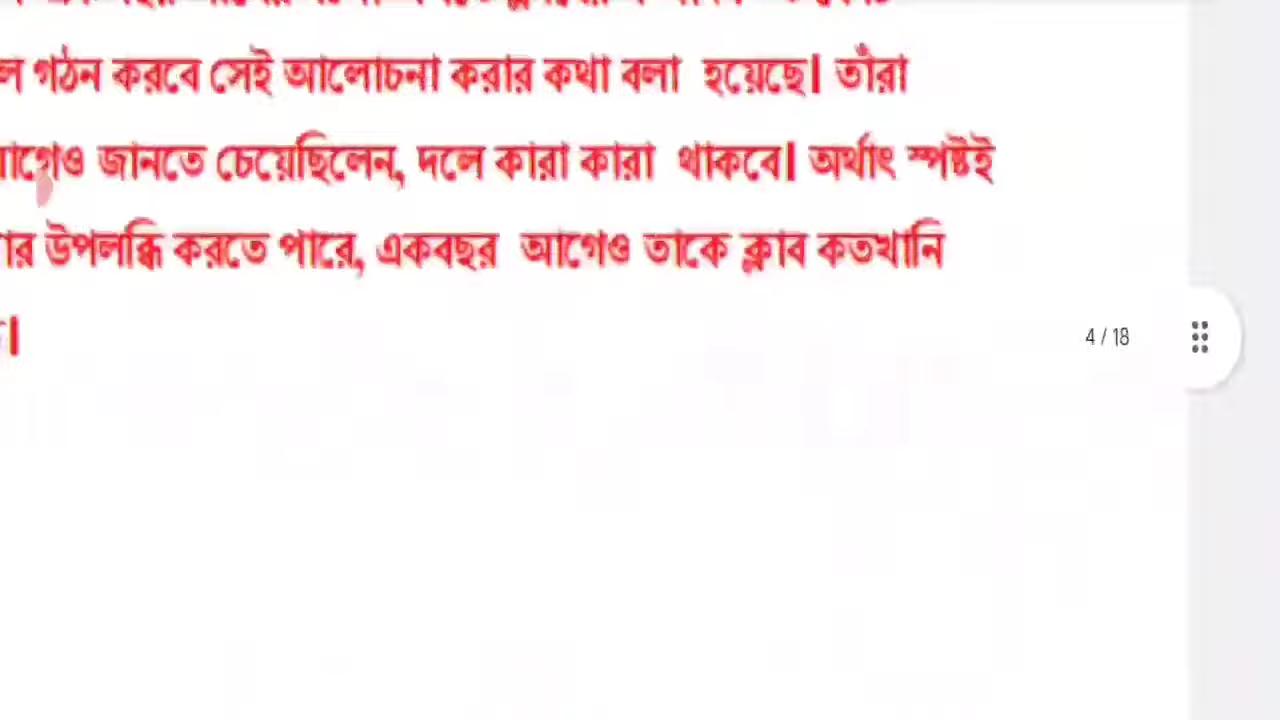 গঠন করবে সেই আলোচনা করার কথা বলা হয়েছে। তাঁরা
জানতে চেয়েছিলেন, দলে কারা কারা থাকবে। অর্থাৎ স্পষ্টই
উপলব্ধি করতে পারে, একবছর আগেও তাকে ক্লাব কতখানি
4 / 18